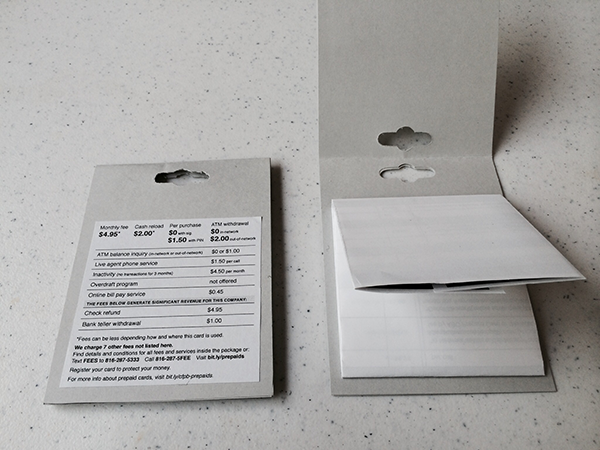 Monthly fee Cash reload Per purchase ATM withdrawal
$4.95* $2.00* $0 with sig $0 in-network
$1.50 with PIN $2.00 out-of-network
ATM balance inquiry (in-network or out-of-network) $0 or $1.00
Live agent phone service $1.50 per call
Inactivity (no transactions for 3 months) $4.50 per month
Overdraft program not offered
Online bill pay service $0.45
THE FEES BELOW GENERATE SIGNIFICANT REVENUE FOR THIS COMPANY:
Check refund $4.95
Bank teller withdrawal $1.00
*Fees can be less depending how and where this card is used.
We charge 7 other fees not listed here.
Find details and conditions for all fees and services inside the package or:
Text FEES to 816-287-5333 Call 816-287-5FEE Visit bit.ly/prepaids
Register your card to protect your money.
For more info about prepaid cards, visit bit.ly/cfpb-prepaids.